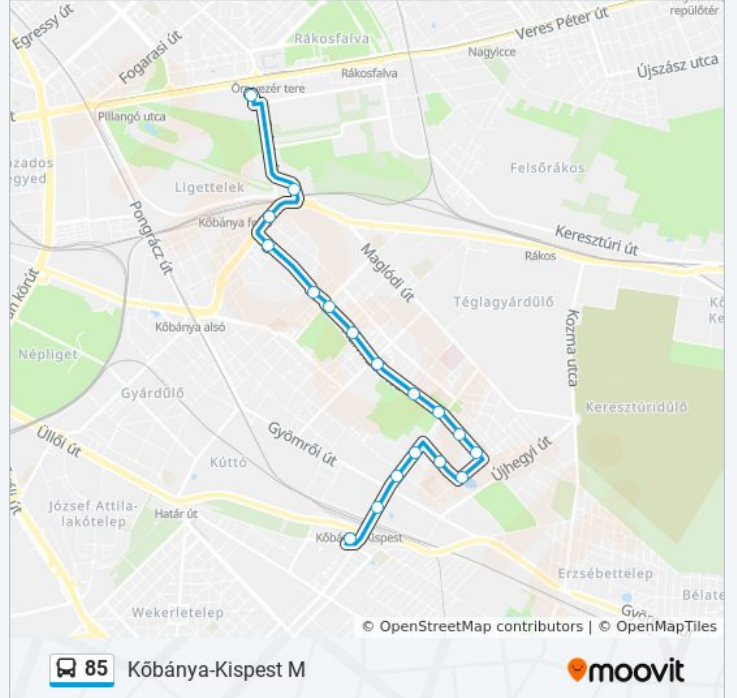 repülőtér
Egressy út
Veres Péter út
Rákosfalva
Fogarasi út
Nagyicce
Újszász utca
Rákosfalva
Pillangó utca
Felsőrákos
Ligettelek
Pongrácz út
Keresztúri út
Rákos
Maglódi út
Téglagyárdűlő
Kőbánya alsó
Kozma utca
Népliget
Gyárdűlő
Keresztúridűlő
Üllői út
Gyömrői út
Kúttó
Újhegyi út
József Attila-
lakótelep
Határ út
Erzsébettelep
Wekerletelep
© OpenStreetMap contributors | © OpenMapTiles
85 Kőbánya-Kispest M
moovit